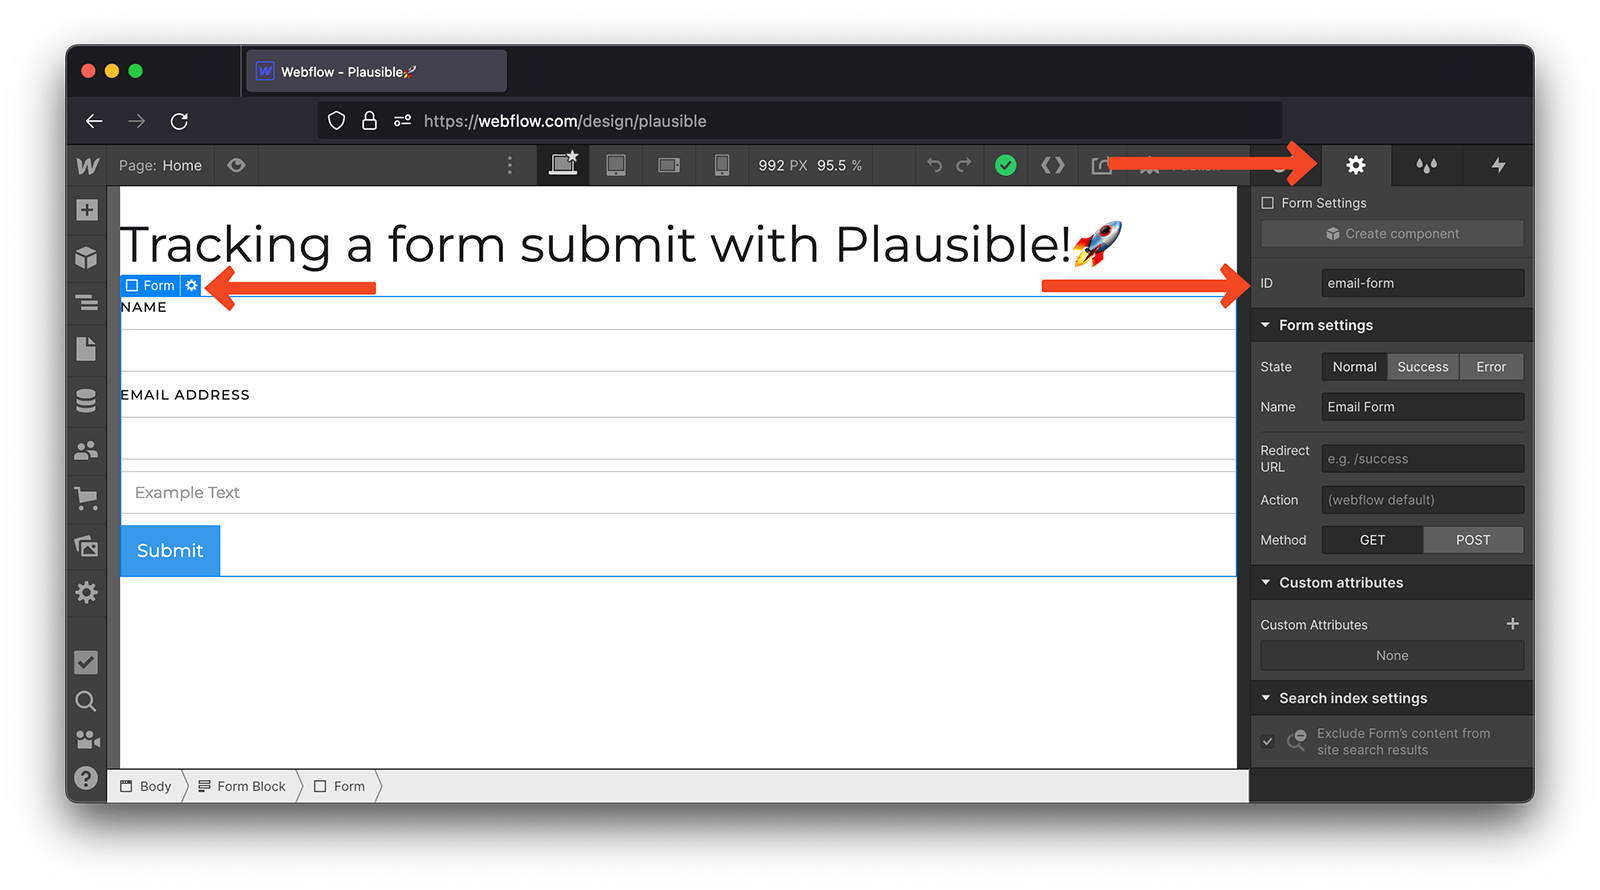 Webflow - Plausible🚀
https://webflow.com/design/plausible
Page: Home
992 PX 95.5 %
Tracking a form submit with Plausible!🚀
Form
NAME
EMAIL ADDRESS
Example Text
Submit
Body
Form Block
Form
Form Settings
Create component
ID
email-form
Form settings
State
Normal
Success
Error
Name
Email Form
Redirect
URL
e.g. /success
Action
(webflow default)
Method
GET
POST
Custom attributes
Custom Attributes
None
Search index settings
Exclude Form's content from
site search results